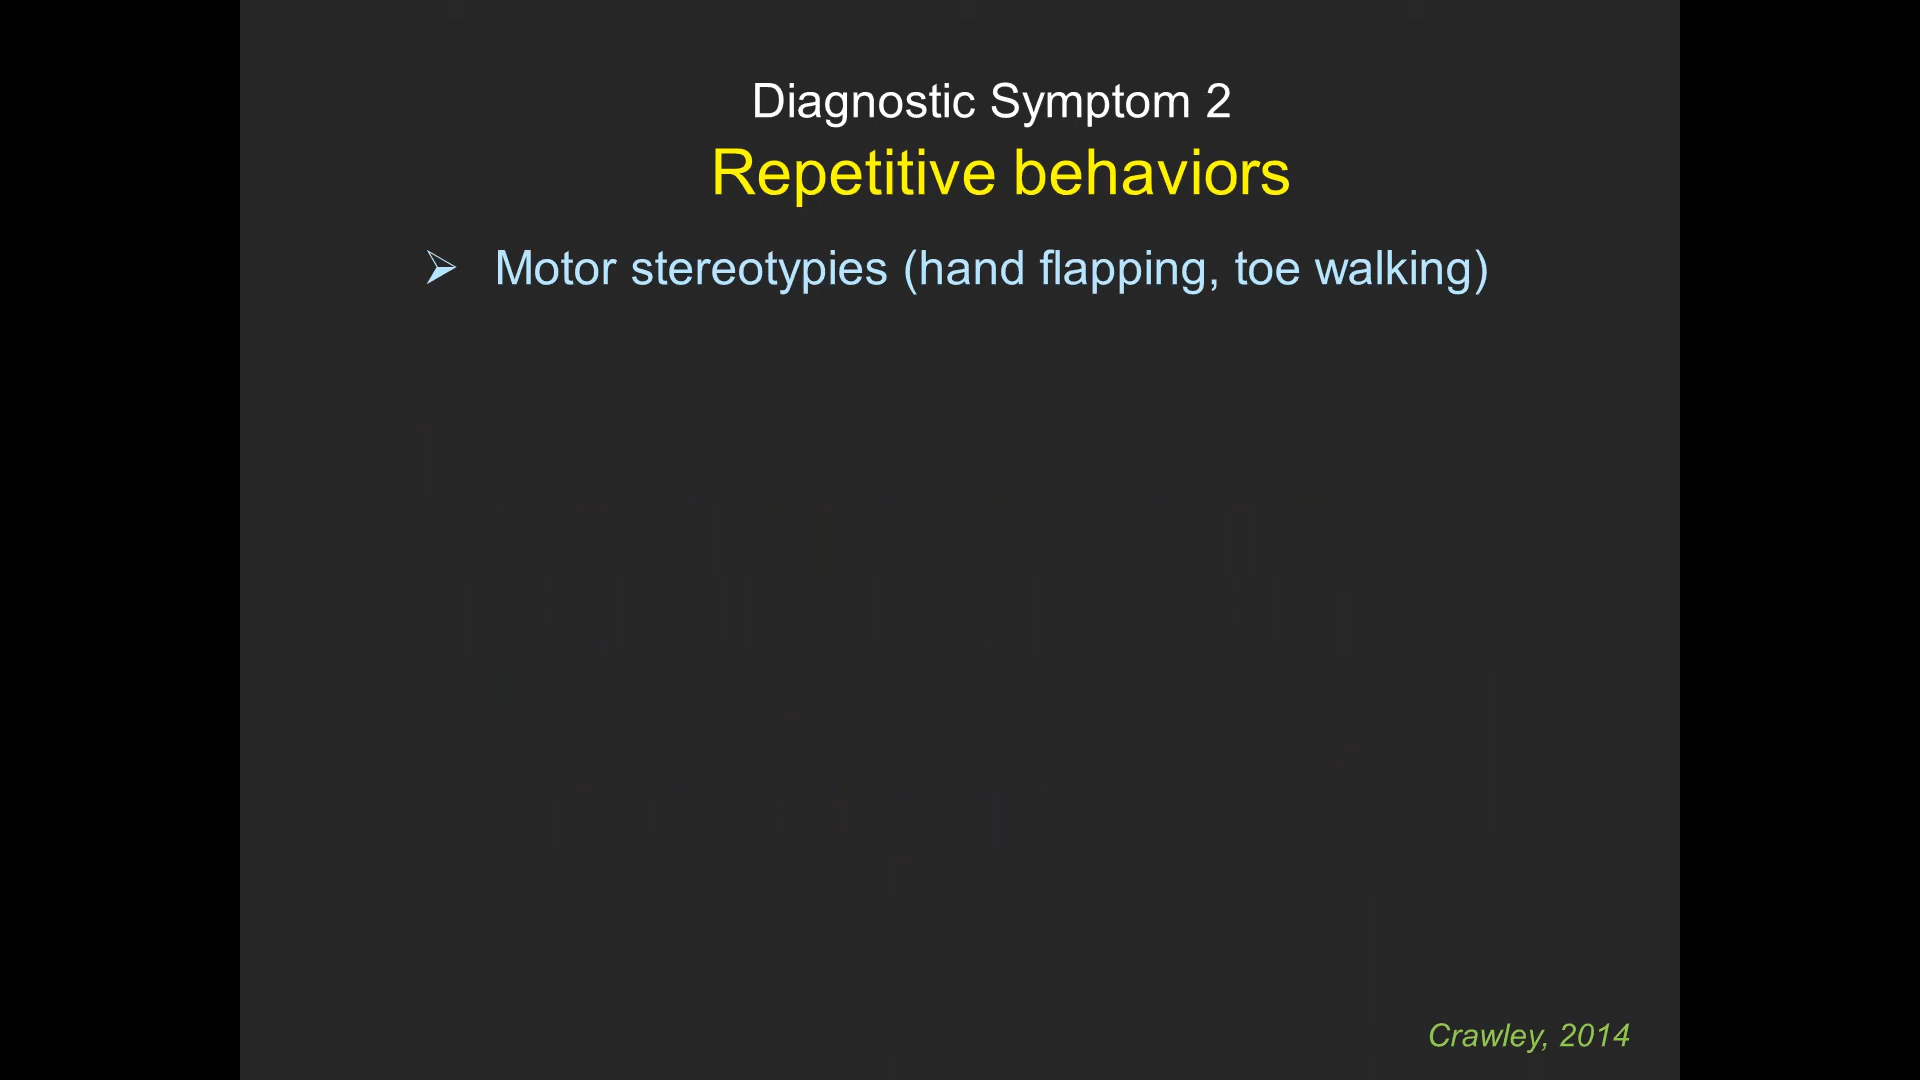 Diagnostic Symptom 2
Repetitive behaviors
➢ Motor stereotypies (hand flapping, toe walking)
Crawley, 2014